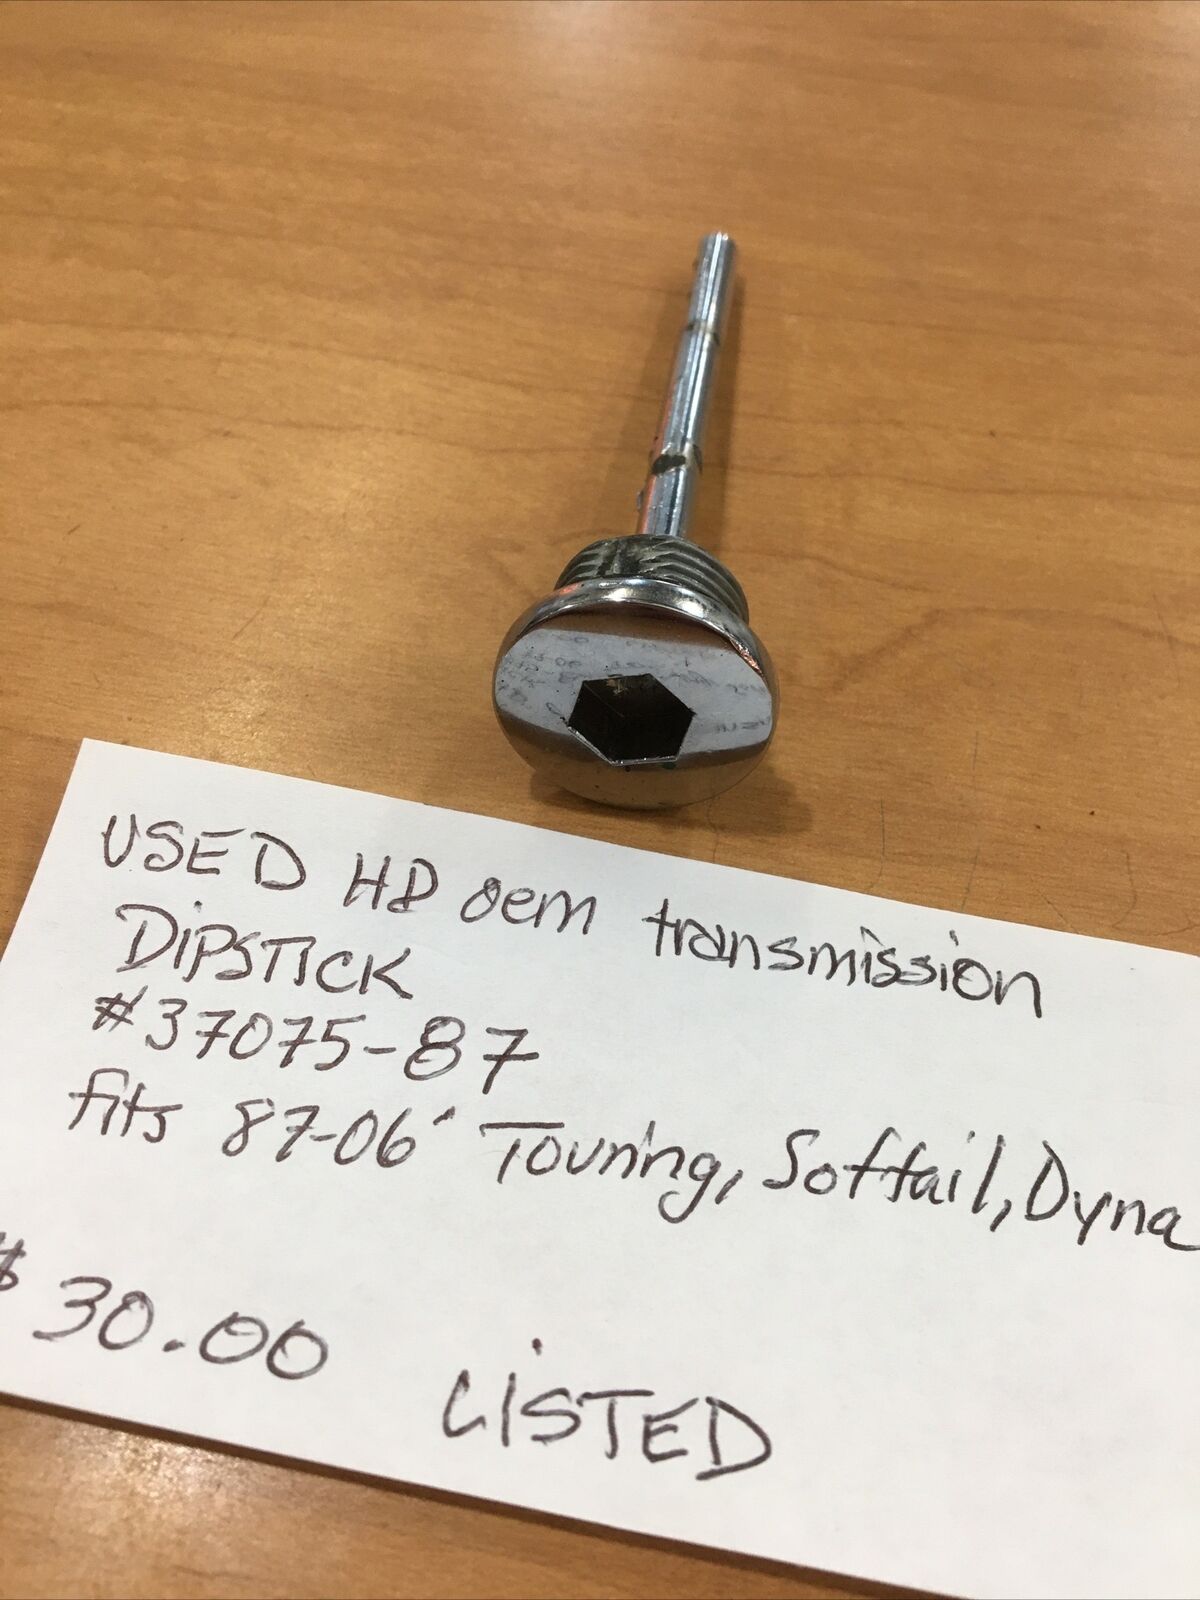 USED HD oem transmission
DiPSTICK
#37075-87
fits 87-06' Touring, Softail, Dyna
$30.00 LiSTED